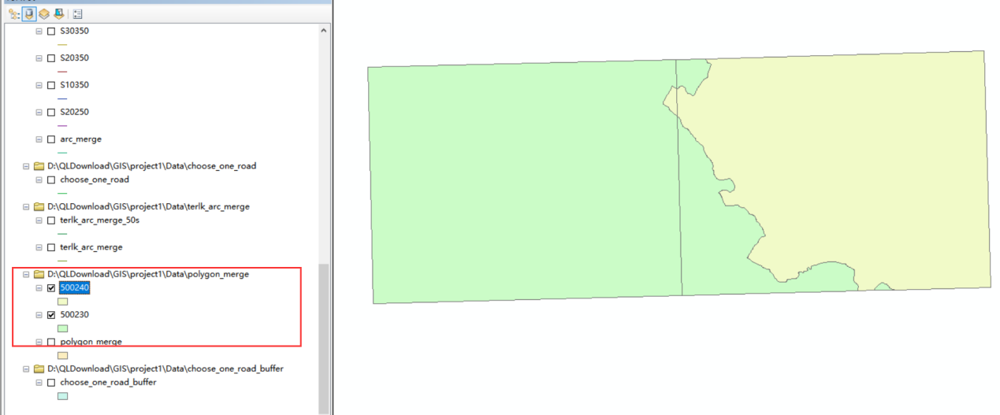 S30350
S20350
S10350
S20250
arc_merge
D:\QLDownload\GIS\project1\Data\choose_one_road
choose_one_road
D:\QLDownload\GIS\project1\Data\terlk_arc_merge
terlk_arc_merge_50s
terlk_arc_merge
D:\QLDownload\GIS\project1\Data\polygon_merge
500240
500230
polygon_merge
D:\QLDownload\GIS\project1\Data\choose_one_road_buffer
choose_one_road_buffer